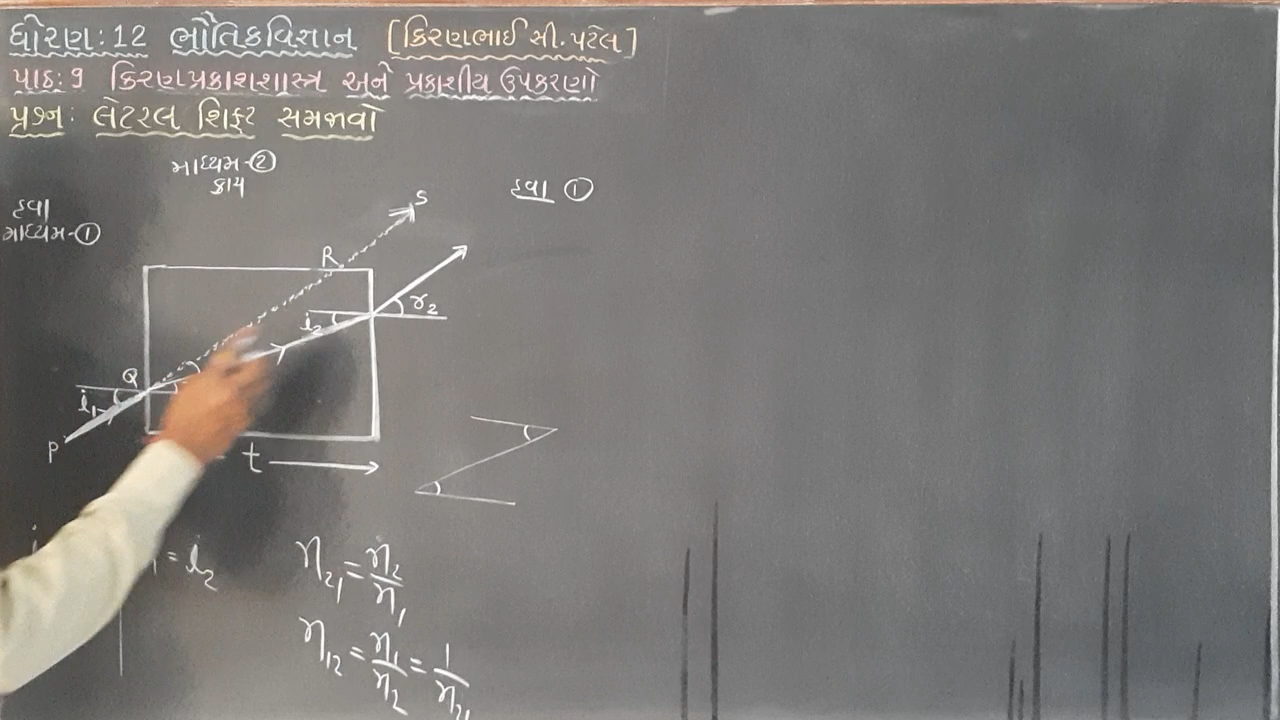 ધોરણ: 12 ભૌતિકવિજ્ઞાન [કિરણભાઈ સી. પટેલ]
પાઠ: 9 કિરણપ્રકાશશાસ્ત્ર અને પ્રકાશીય ઉપકરણો
પ્રશ્ન: લેટરલ શિફ્ટ સમજાવો
માધ્યમ-②
કાચ
હવા ①
હવા
માધ્યમ-①
S
R
r₂
i₂
Q
i₁
P
t
= i₂
n₂₁ = n₂/n₁
n₁₂ = n₁/n₂ = 1/n₂₁